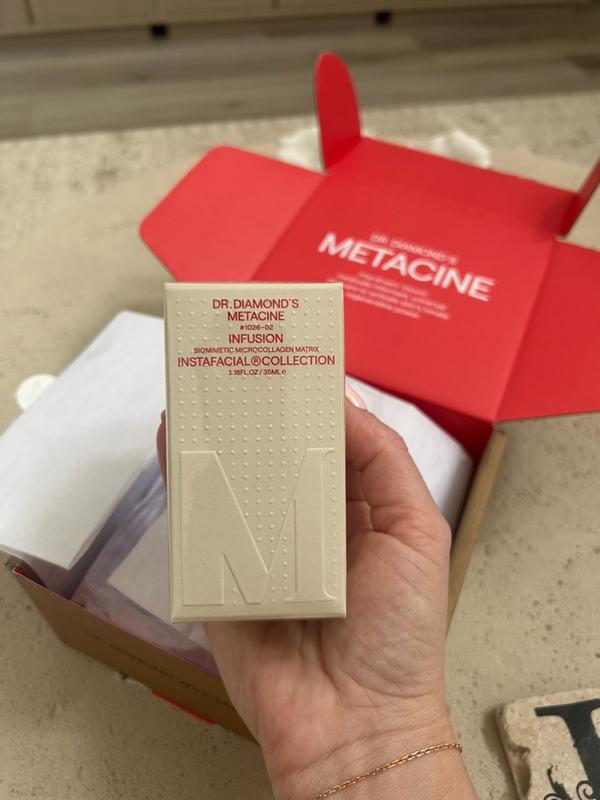 DR. DIAMOND'S
METACINE
DR.DIAMOND'S
METACINE
#1026-02
INFUSION
BIOMIMETIC MICROCOLLAGEN MATRIX
INSTAFACIAL®COLLECTION
1.18FL.OZ / 35ML e
M